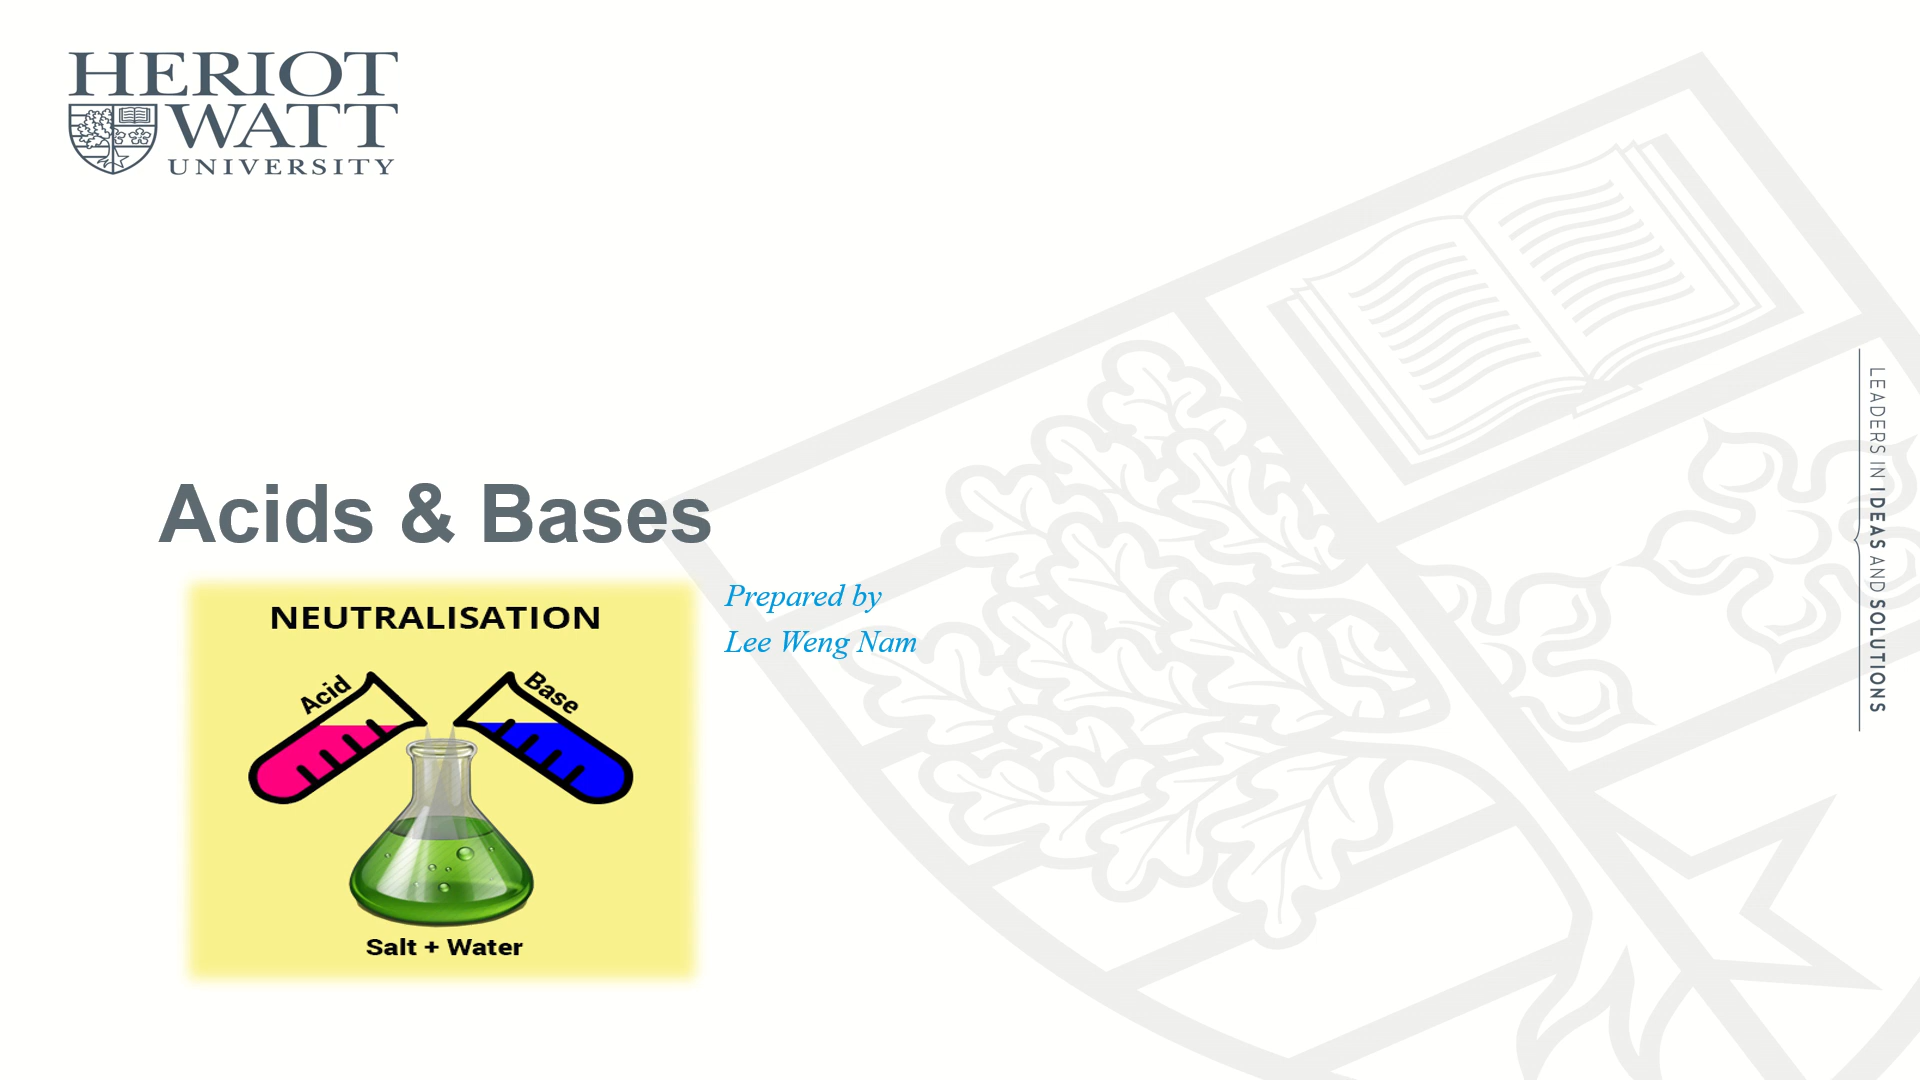 HERIOT
WATT
UNIVERSITY
Acids & Bases
Prepared by
Lee Weng Nam
NEUTRALISATION
Acid
Base
Salt + Water
LEADERS IN IDEAS AND SOLUTIONS